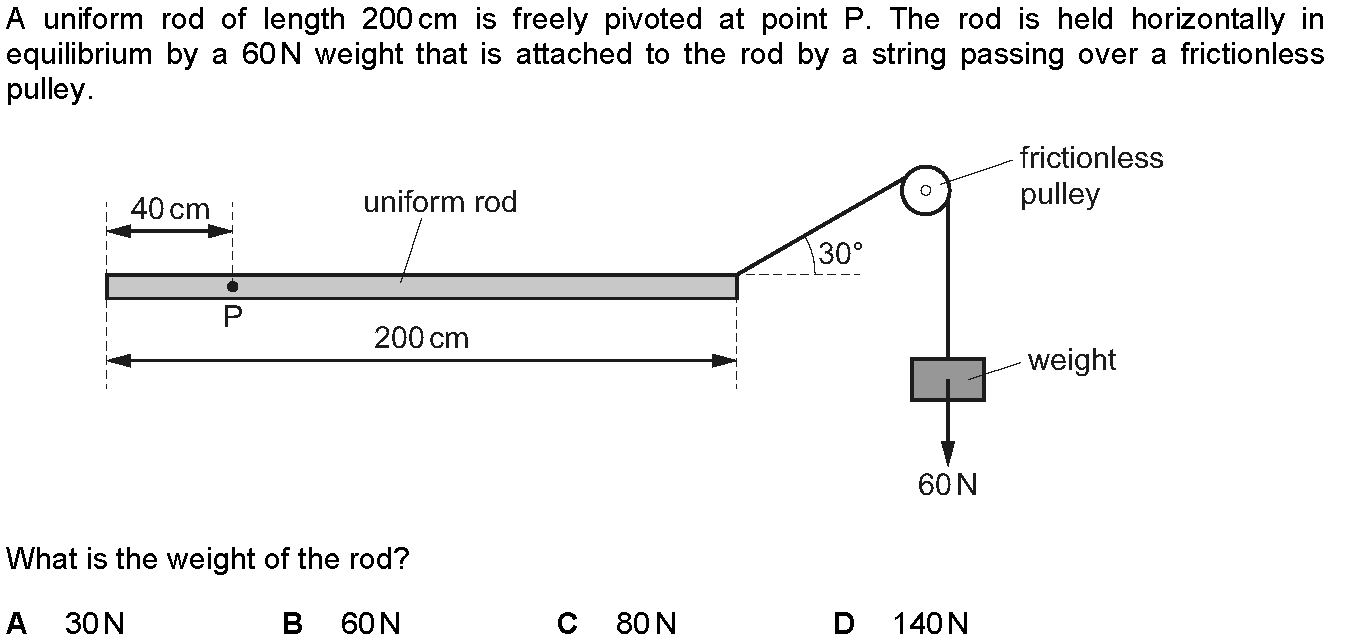 A uniform rod of length 200 cm is freely pivoted at point P. The rod is held horizontally in
equilibrium by a 60 N weight that is attached to the rod by a string passing over a frictionless
pulley.
frictionless
pulley
40 cm
uniform rod
30°
P
200 cm
weight
60 N
What is the weight of the rod?
A 30 N B 60 N C 80 N D 140 N